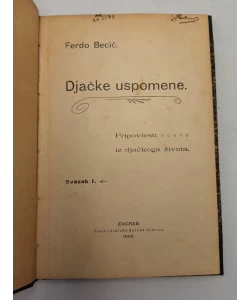 Ferdo Becić.
Djačke uspomene.
Pripoviesti
iz djačkoga života.
Svezak I.
ZAGREB